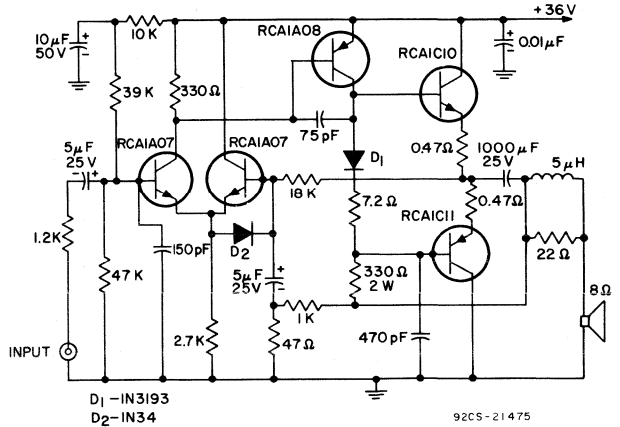 +36V
RCA1A08
10K
10μF
50V
RCA1C10
0.01μF
39K
330Ω
75pF
5μF
25V
RCA1A07
RCA1A07
D1
0.47Ω
1000μF
25V
5μH
18K
7.2Ω
RCA1C11
0.47Ω
1.2K
150pF
D2
22Ω
47K
5μF
25V
330Ω
2W
8Ω
1K
INPUT
2.7K
47Ω
470pF
D1-IN3193
D2-IN34
92CS-21475